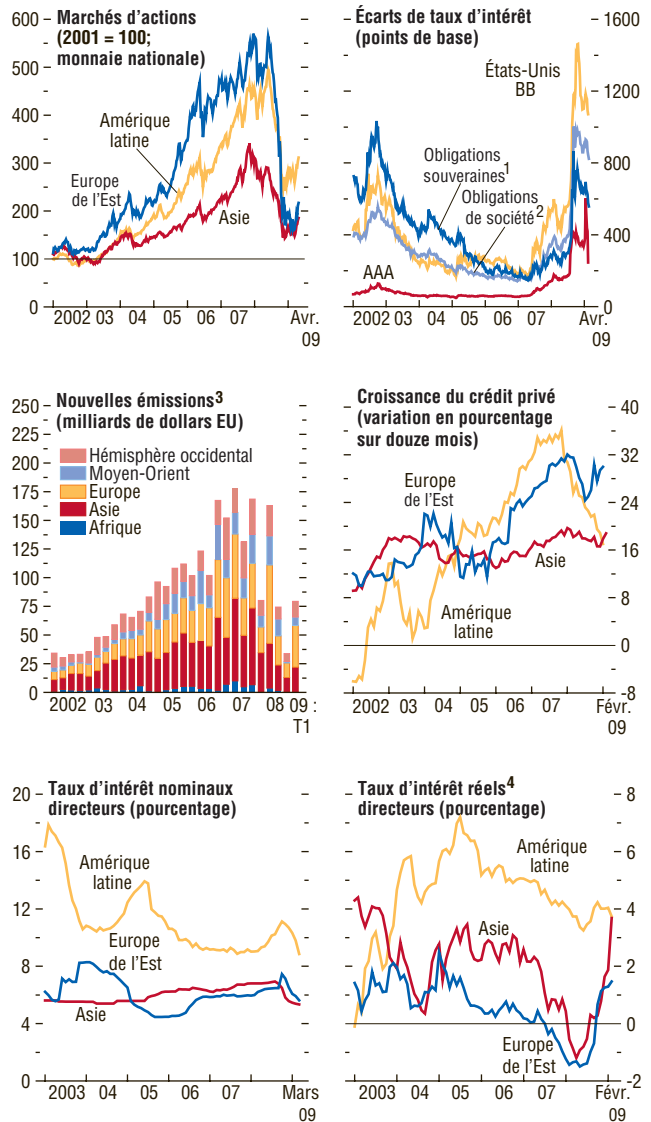 Marchés d'actions
(2001 = 100;
monnaie nationale)
600
500
400
300
200
100
0
Amérique
latine
Europe
de l'Est
Asie
2002 03 04 05 06 07 Avr.
09
Écarts de taux d'intérêt
(points de base)
1600
1200
800
400
0
États-Unis
BB
Obligations
souveraines1
Obligations
de société2
AAA
2002 03 04 05 06 07 Avr.
09
Nouvelles émissions3
(milliards de dollars EU)
250
225
200
175
150
125
100
75
50
25
0
Hémisphère occidental
Moyen-Orient
Europe
Asie
Afrique
2002 03 04 05 06 07 08 09 :
T1
Croissance du crédit privé
(variation en pourcentage
sur douze mois)
40
32
24
16
8
0
-8
Europe
de l'Est
Asie
Amérique
latine
2002 03 04 05 06 07 Févr.
09
Taux d'intérêt nominaux
directeurs (pourcentage)
20
16
12
8
4
0
Amérique
latine
Europe
de l'Est
Asie
2003 04 05 06 07 Mars
09
Taux d'intérêt réels4
directeurs (pourcentage)
8
6
4
2
0
-2
Amérique
latine
Asie
Europe
de l'Est
2003 04 05 06 07 Févr.
09